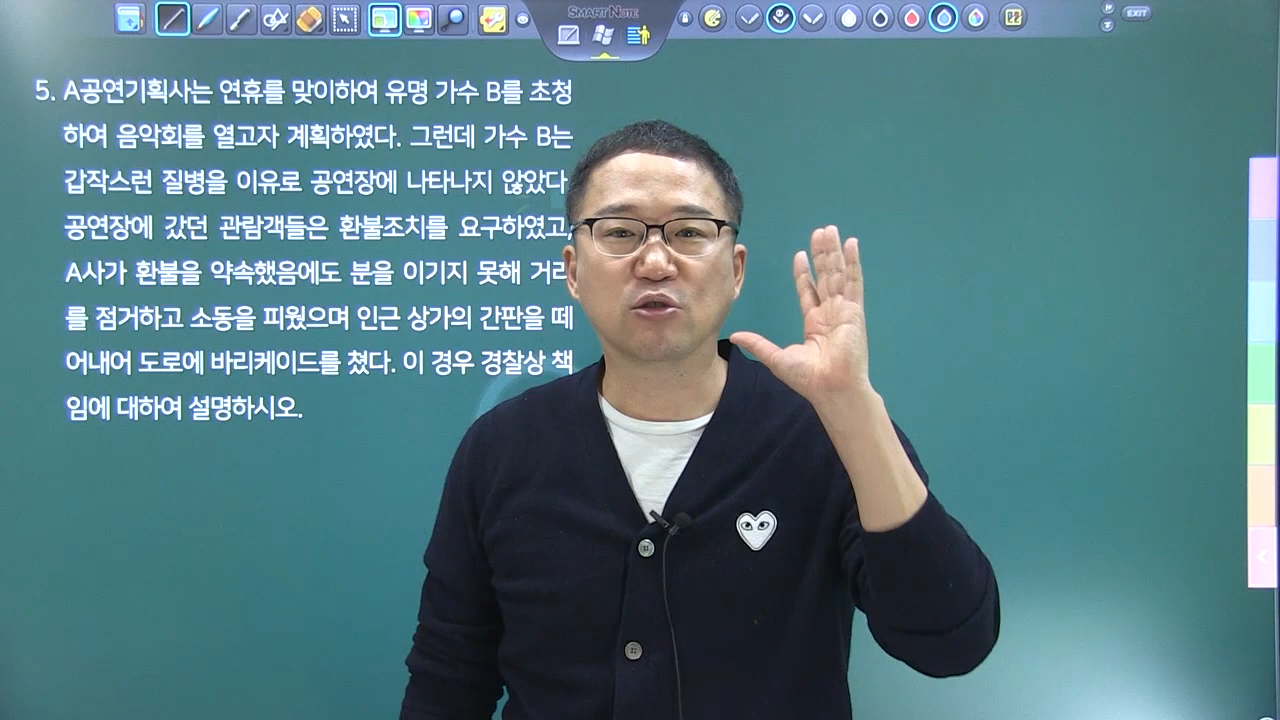 SMART NOTE
EXIT
5. A공연기획사는 연휴를 맞이하여 유명 가수 B를 초청
하여 음악회를 열고자 계획하였다. 그런데 가수 B는
갑작스런 질병을 이유로 공연장에 나타나지 않았다
공연장에 갔던 관람객들은 환불조치를 요구하였고,
A사가 환불을 약속했음에도 분을 이기지 못해 거리
를 점거하고 소동을 피웠으며 인근 상가의 간판을 떼
어내어 도로에 바리케이드를 쳤다. 이 경우 경찰상 책
임에 대하여 설명하시오.